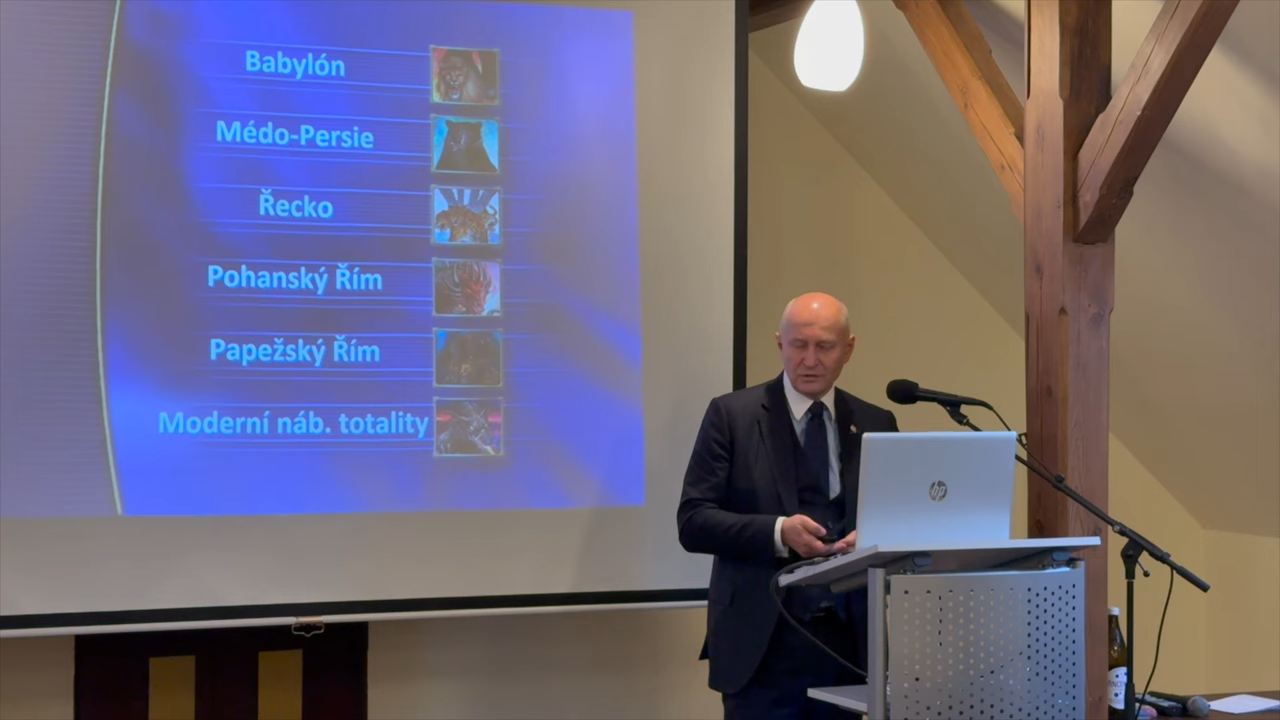 Babylón
Médo-Persie
Řecko
Pohanský Řím
Papežský Řím
Moderní náb. totality
hp